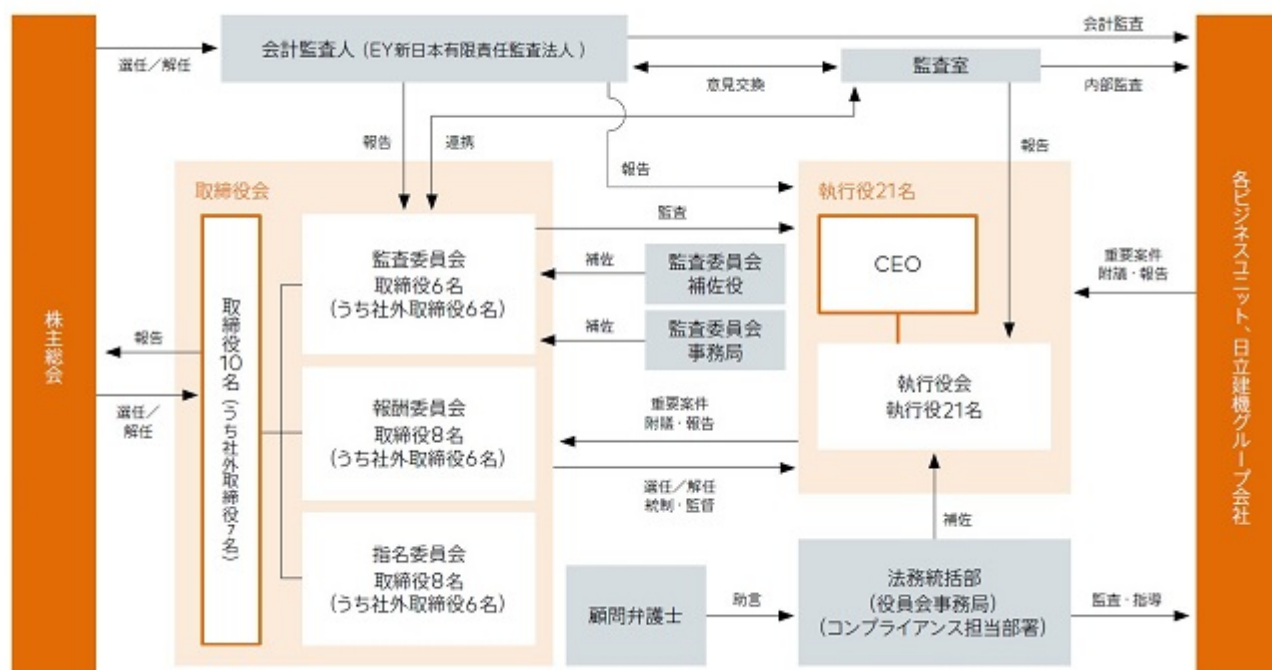 株主総会
選任／解任
会計監査人（EY新日本有限責任監査法人）
会計監査
意見交換
監査室
内部監査
報告
連携
報告
報告
取締役会
取締役10名（うち社外取締役7名）
監査委員会
取締役6名
(うち社外取締役6名)
報酬委員会
取締役8名
(うち社外取締役6名)
指名委員会
取締役8名
(うち社外取締役6名)
報告
選任／
解任
監査
補佐
監査委員会
補佐役
補佐
監査委員会
事務局
重要案件
附議・報告
選任／解任
統制・監督
執行役21名
CEO
執行役会
執行役21名
重要案件
附議・報告
補佐
顧問弁護士
助言
法務統括部
(役員会事務局)
(コンプライアンス担当部署)
監査・指導
各ビジネスユニット、日立建機グループ会社